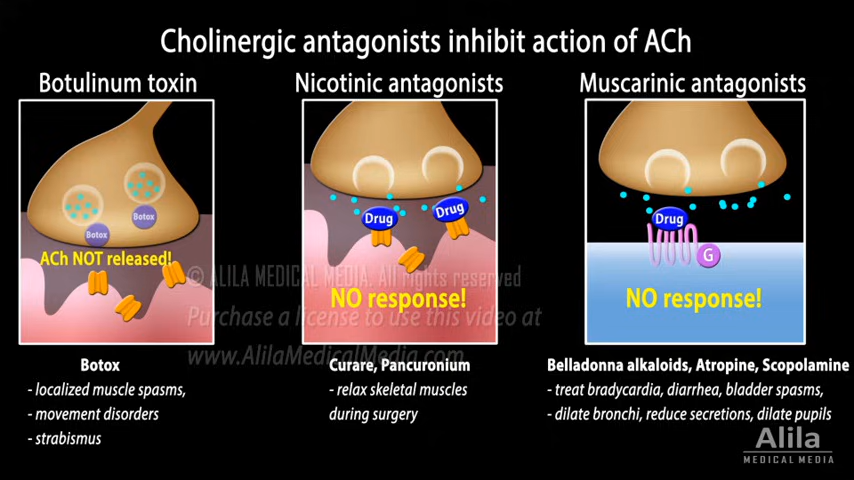 Cholinergic antagonists inhibit action of ACh
Botulinum toxin
Botox
Botox
ACh NOT released!
Botox
- localized muscle spasms,
- movement disorders
- strabismus
Nicotinic antagonists
Drug
Drug
NO response!
Curare, Pancuronium
- relax skeletal muscles
during surgery
Muscarinic antagonists
Drug
G
NO response!
Belladonna alkaloids, Atropine, Scopolamine
- treat bradycardia, diarrhea, bladder spasms,
- dilate bronchi, reduce secretions, dilate pupils
© ALILA MEDICAL MEDIA. All rights reserved
Purchase a license to use this video at
www.AlilaMedicalMedia.com
Alila
MEDICAL MEDIA